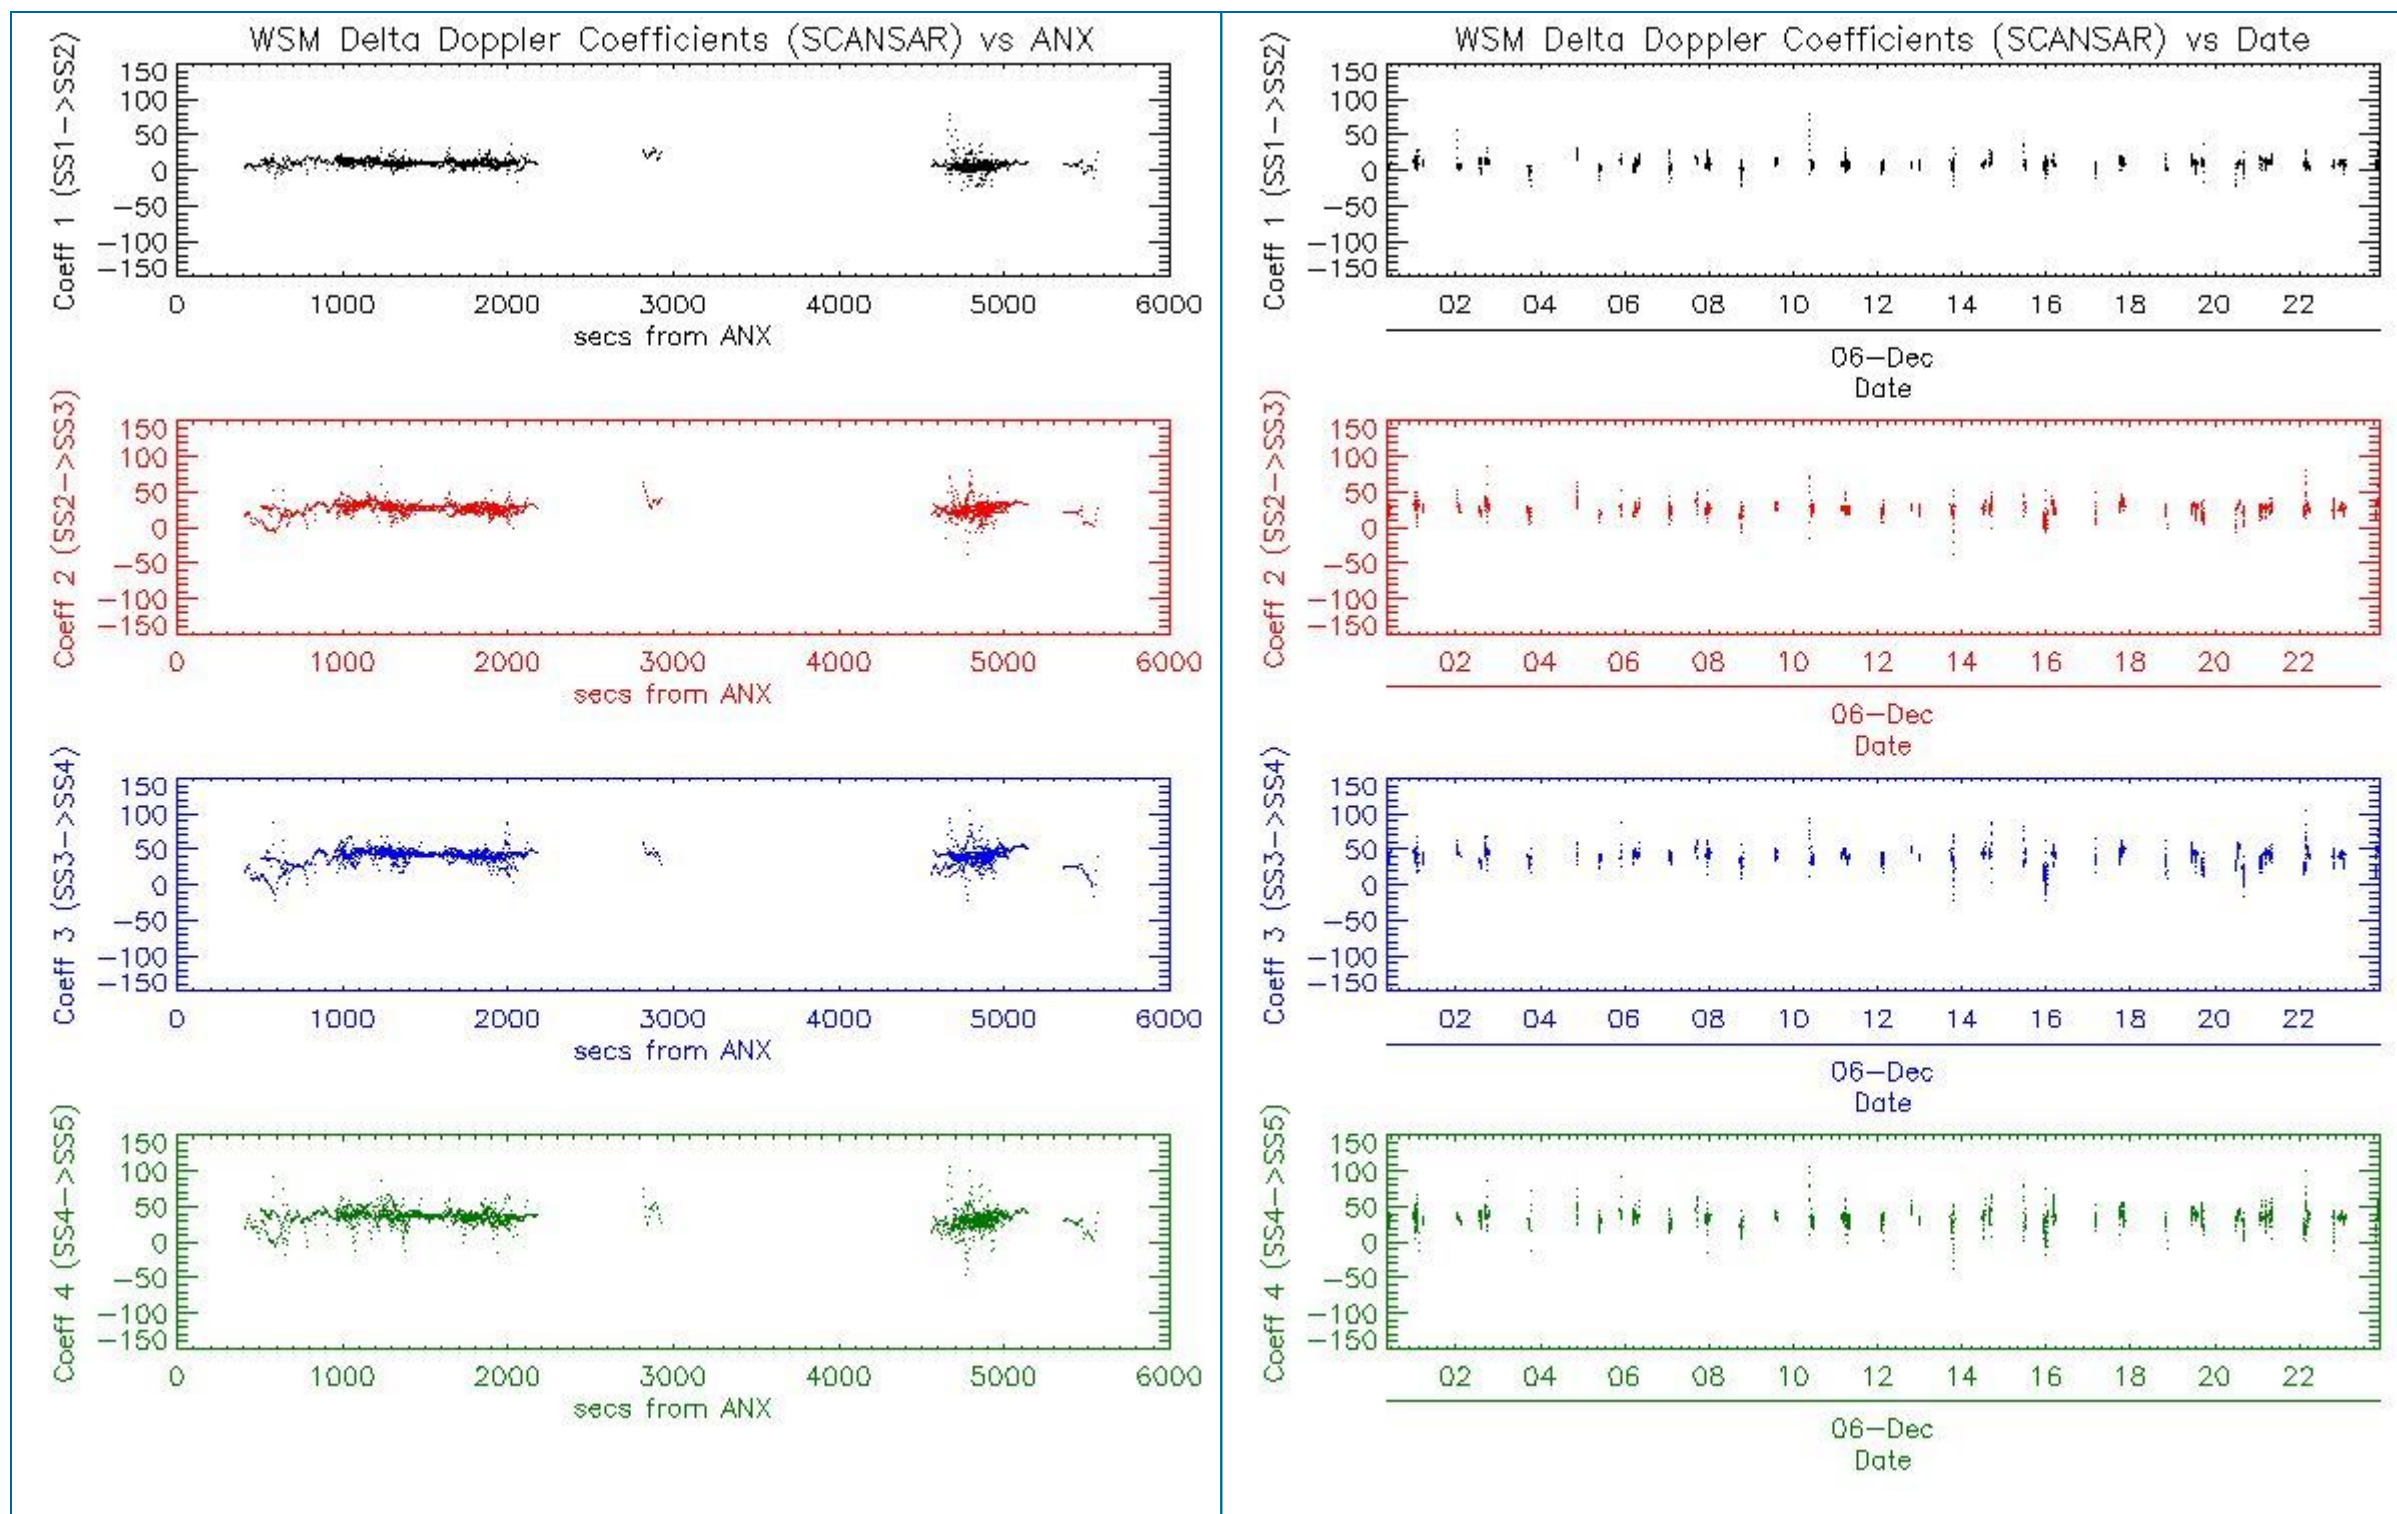 WSM Delta Doppler Coefficients (SCANSAR) vs ANX
Coeff 1 (SS1->SS2)
150
100
50
0
-50
-100
-150
0 1000 2000 3000 4000 5000 6000
secs from ANX
Coeff 2 (SS2->SS3)
150
100
50
0
-50
-100
-150
0 1000 2000 3000 4000 5000 6000
secs from ANX
Coeff 3 (SS3->SS4)
150
100
50
0
-50
-100
-150
0 1000 2000 3000 4000 5000 6000
secs from ANX
Coeff 4 (SS4->SS5)
150
100
50
0
-50
-100
-150
0 1000 2000 3000 4000 5000 6000
secs from ANX
WSM Delta Doppler Coefficients (SCANSAR) vs Date
Coeff 1 (SS1->SS2)
150
100
50
0
-50
-100
-150
02 04 06 08 10 12 14 16 18 20 22
06-Dec
Date
Coeff 2 (SS2->SS3)
150
100
50
0
-50
-100
-150
02 04 06 08 10 12 14 16 18 20 22
06-Dec
Date
Coeff 3 (SS3->SS4)
150
100
50
0
-50
-100
-150
02 04 06 08 10 12 14 16 18 20 22
06-Dec
Date
Coeff 4 (SS4->SS5)
150
100
50
0
-50
-100
-150
02 04 06 08 10 12 14 16 18 20 22
06-Dec
Date